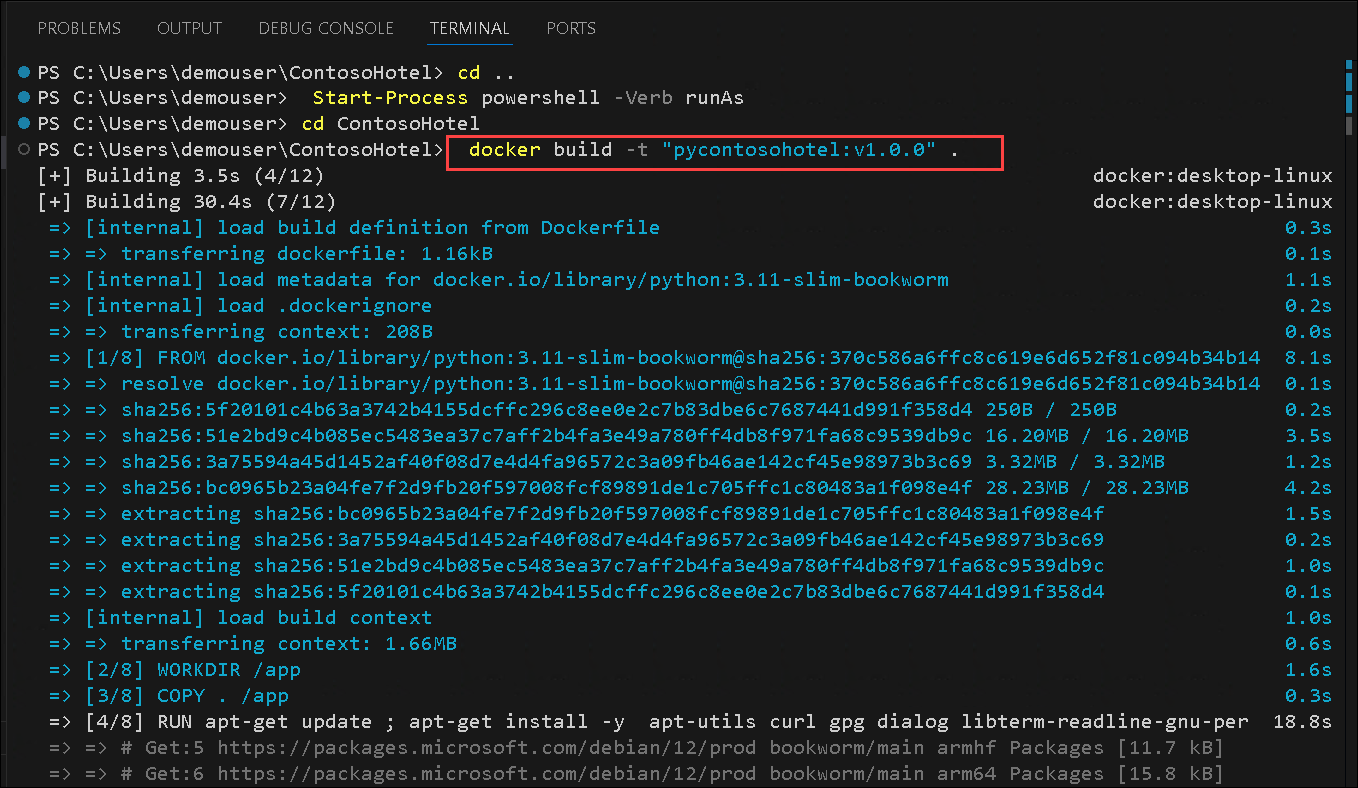 PROBLEMS OUTPUT DEBUG CONSOLE TERMINAL PORTS
PS C:\Users\demouser\ContosoHotel> cd ..
PS C:\Users\demouser>  Start-Process powershell -Verb runAs
PS C:\Users\demouser> cd ContosoHotel
PS C:\Users\demouser\ContosoHotel>  docker build -t "pycontosohotel:v1.0.0" .
[+] Building 3.5s (4/12) docker:desktop-linux
[+] Building 30.4s (7/12) docker:desktop-linux
=> [internal] load build definition from Dockerfile 0.3s
=> => transferring dockerfile: 1.16kB 0.1s
=> [internal] load metadata for docker.io/library/python:3.11-slim-bookworm 1.1s
=> [internal] load .dockerignore 0.2s
=> => transferring context: 208B 0.0s
=> [1/8] FROM docker.io/library/python:3.11-slim-bookworm@sha256:370c586a6ffc8c619e6d652f81c094b34b14 8.1s
=> => resolve docker.io/library/python:3.11-slim-bookworm@sha256:370c586a6ffc8c619e6d652f81c094b34b14 0.1s
=> => sha256:5f20101c4b63a3742b4155dcffc296c8ee0e2c7b83dbe6c7687441d991f358d4 250B / 250B 0.2s
=> => sha256:51e2bd9c4b085ec5483ea37c7aff2b4fa3e49a780ff4db8f971fa68c9539db9c 16.20MB / 16.20MB 3.5s
=> => sha256:3a75594a45d1452af40f08d7e4d4fa96572c3a09fb46ae142cf45e98973b3c69 3.32MB / 3.32MB 1.2s
=> => sha256:bc0965b23a04fe7f2d9fb20f597008fcf89891de1c705ffc1c80483a1f098e4f 28.23MB / 28.23MB 4.2s
=> => extracting sha256:bc0965b23a04fe7f2d9fb20f597008fcf89891de1c705ffc1c80483a1f098e4f 1.5s
=> => extracting sha256:3a75594a45d1452af40f08d7e4d4fa96572c3a09fb46ae142cf45e98973b3c69 0.2s
=> => extracting sha256:51e2bd9c4b085ec5483ea37c7aff2b4fa3e49a780ff4db8f971fa68c9539db9c 1.0s
=> => extracting sha256:5f20101c4b63a3742b4155dcffc296c8ee0e2c7b83dbe6c7687441d991f358d4 0.1s
=> [internal] load build context 1.0s
=> => transferring context: 1.66MB 0.6s
=> [2/8] WORKDIR /app 1.6s
=> [3/8] COPY . /app 0.3s
=> [4/8] RUN apt-get update ; apt-get install -y  apt-utils curl gpg dialog libterm-readline-gnu-per 18.8s
=> => # Get:5 https://packages.microsoft.com/debian/12/prod bookworm/main armhf Packages [11.7 kB]
=> => # Get:6 https://packages.microsoft.com/debian/12/prod bookworm/main arm64 Packages [15.8 kB]